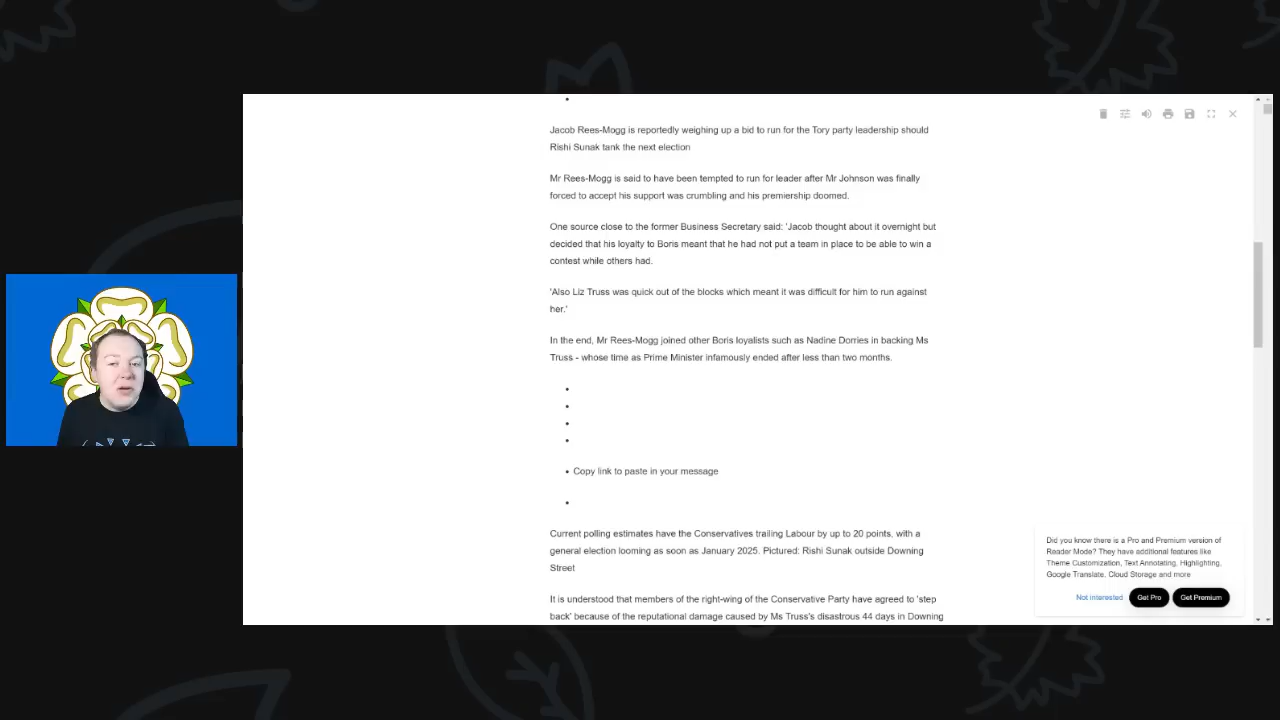 Jacob Rees-Mogg is reportedly weighing up a bid to run for the Tory party leadership should
Rishi Sunak tank the next election
Mr Rees-Mogg is said to have been tempted to run for leader after Mr Johnson was finally
forced to accept his support was crumbling and his premiership doomed.
One source close to the former Business Secretary said: 'Jacob thought about it overnight but
decided that his loyalty to Boris meant that he had not put a team in place to be able to win a
contest while others had.
'Also Liz Truss was quick out of the blocks which meant it was difficult for him to run against
her.'
In the end, Mr Rees-Mogg joined other Boris loyalists such as Nadine Dorries in backing Ms
Truss - whose time as Prime Minister infamously ended after less than two months.
• Copy link to paste in your message
Current polling estimates have the Conservatives trailing Labour by up to 20 points, with a
general election looming as soon as January 2025. Pictured: Rishi Sunak outside Downing
Street
It is understood that members of the right-wing of the Conservative Party have agreed to 'step
back' because of the reputational damage caused by Ms Truss's disastrous 44 days in Downing
Did you know there is a Pro and Premium version of
Reader Mode? They have additional features like
Theme Customization, Text Annotating, Highlighting,
Google Translate, Cloud Storage and more
Not interested Get Pro Get Premium